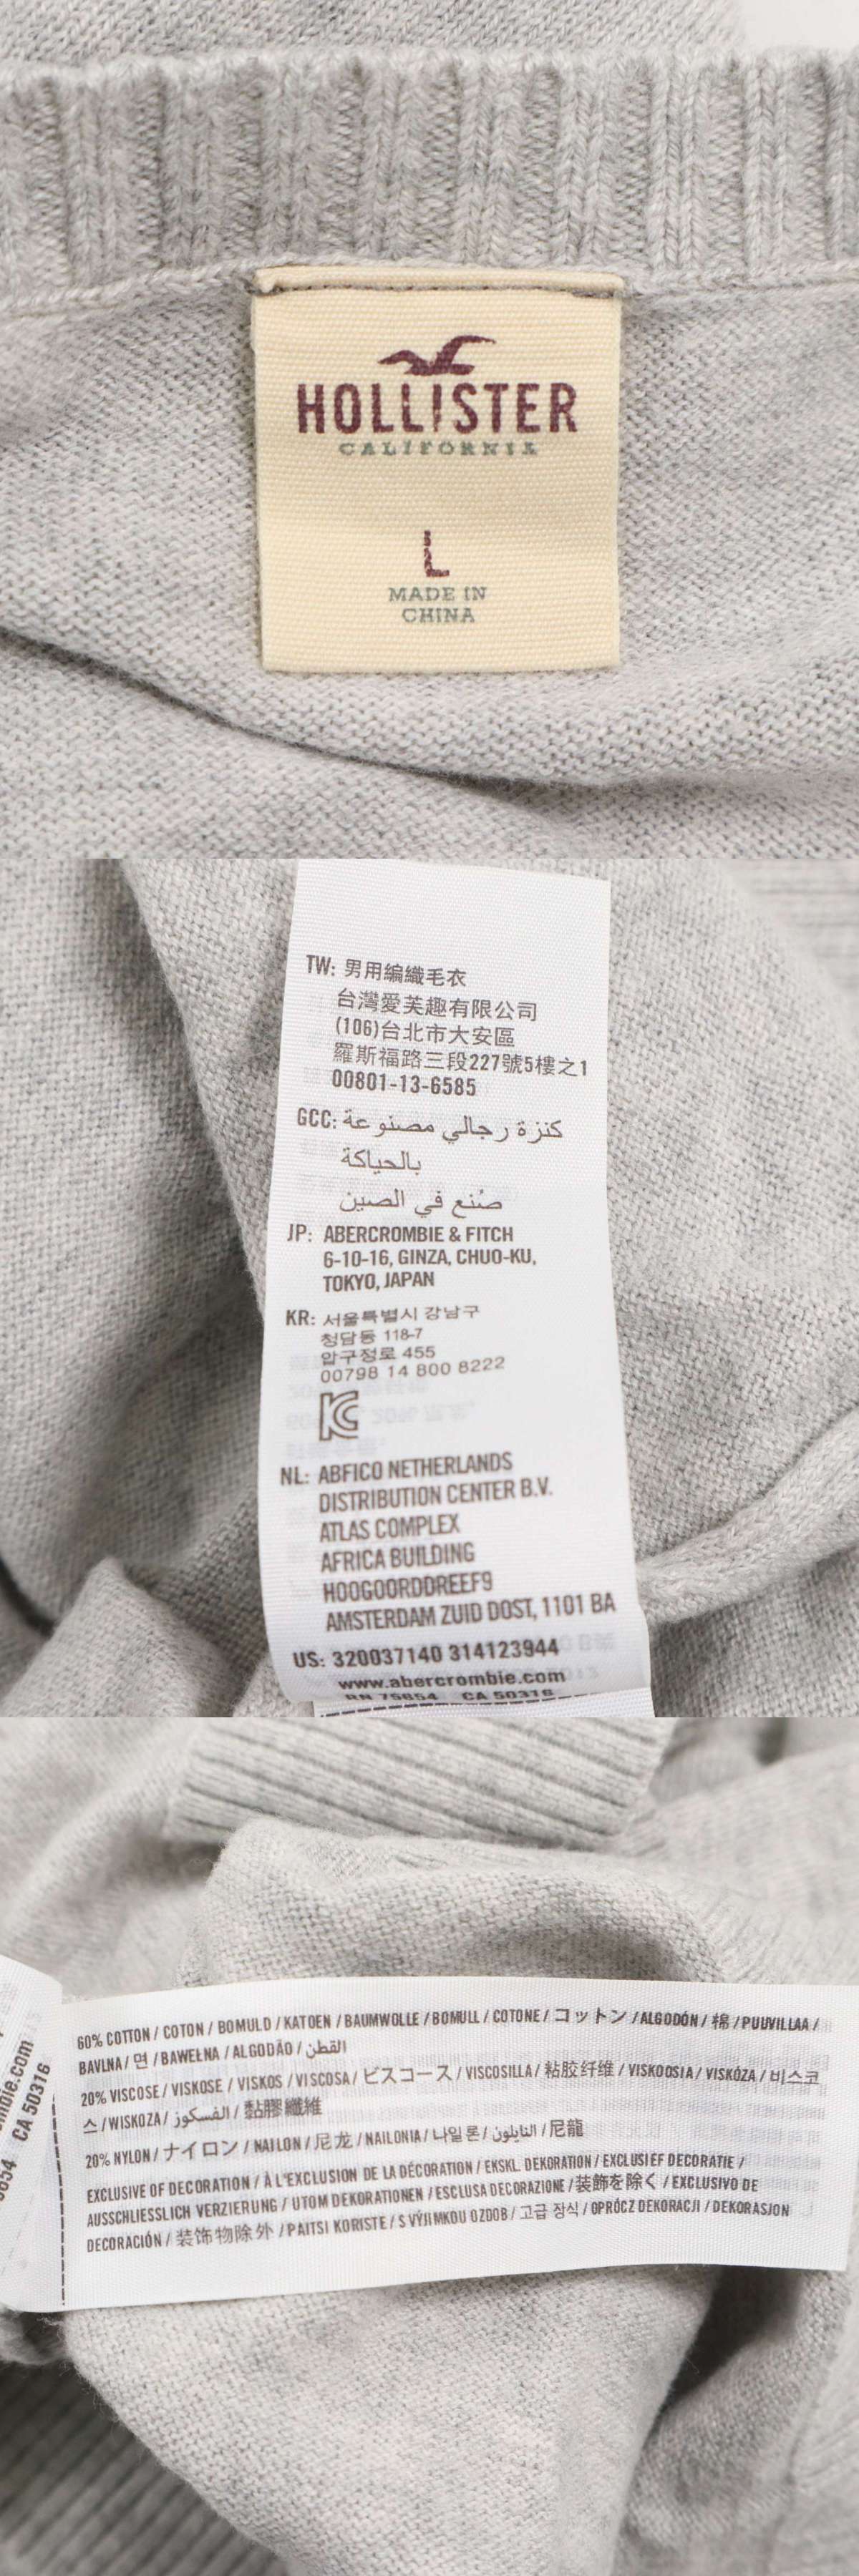 HOLLISTER
CALIFORNIA
L
MADE IN
CHINA
TW: 男用編織毛衣
台灣愛芙趣有限公司
(106)台北市大安區
羅斯福路三段227號5樓之1
00801-13-6585
GCC: كنزة رجالي مصنوعة
بالحياكة
صُنع في الصين
JP: ABERCROMBIE & FITCH
6-10-16, GINZA, CHUO-KU,
TOKYO, JAPAN
KR: 서울특별시 강남구
청담동 118-7
압구정로 455
00798 14 800 8222
KC
NL: ABFICO NETHERLANDS
DISTRIBUTION CENTER B.V.
ATLAS COMPLEX
AFRICA BUILDING
HOOGOORDDREEF9
AMSTERDAM ZUID DOST, 1101 BA
US: 320037140 314123944
www.abercrombie.com
RN 75654 CA 50316
mbie.com
5654 CA 50316
60% COTTON / COTON / BOMULD / KATOEN / BAUMWOLLE / BOMULL / COTONE / コットン / ALGODÓN / 棉 / PUUVILLAA /
BAVLNA / 면 / BAWEŁNA / ALGODÃO / القطن
20% VISCOSE / VISKOSE / VISKOS / VISCOSA / ビスコース / VISCOSILLA / 粘胶纤维 / VISKOOSIA / VISKÓZA / 비스코
스 / WISKOZA / الفسكوز / 黏膠纖維
20% NYLON / ナイロン / NAILON / 尼龙 / NAILONIA / 나일론 / النايلون / 尼龍
EXCLUSIVE OF DECORATION / À L'EXCLUSION DE LA DÉCORATION / EKSKL. DEKORATION / EXCLUSIEF DECORATIE /
AUSSCHLIESSLICH VERZIERUNG / UTOM DEKORATIONEN / ESCLUSA DECORAZIONE / 装飾を除く / EXCLUSIVO DE
DECORACIÓN / 装饰物除外 / PAITSI KORISTE / S VÝJIMKOU OZDOB / 고급 장식 / OPRÓCZ DEKORACJI / DEKORASJON